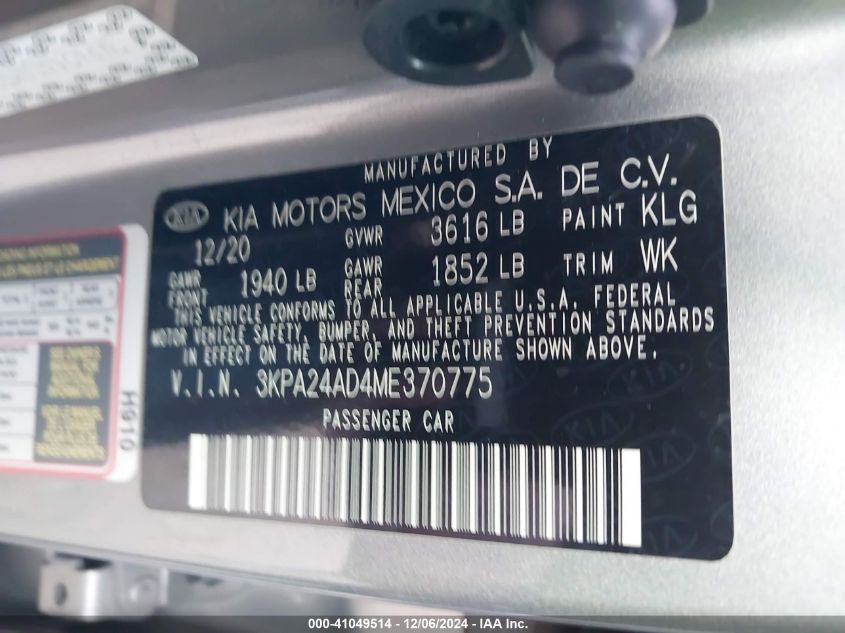 MANUFACTURED BY
KIA KIA MOTORS MEXICO S.A. DE C.V.
12/20 GVWR 3616 LB PAINT KLG
GAWR FRONT 1940 LB GAWR REAR 1852 LB TRIM WK
THIS VEHICLE CONFORMS TO ALL APPLICABLE U.S.A. FEDERAL
MOTOR VEHICLE SAFETY, BUMPER, AND THEFT PREVENTION STANDARDS
IN EFFECT ON THE DATE OF MANUFACTURE SHOWN ABOVE.
V.I.N. 3KPA24AD4ME370775
PASSENGER CAR
H910
000-41049514 - 12/06/2024 - IAA Inc.